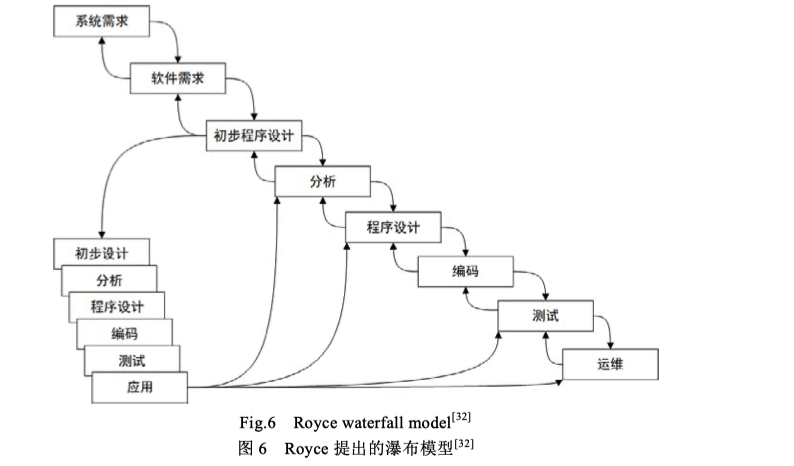 系统需求
软件需求
初步程序设计
分析
程序设计
编码
测试
运维
初步设计
分析
程序设计
编码
测试
应用
Fig.6 Royce waterfall model[32]
图 6 Royce 提出的瀑布模型[32]